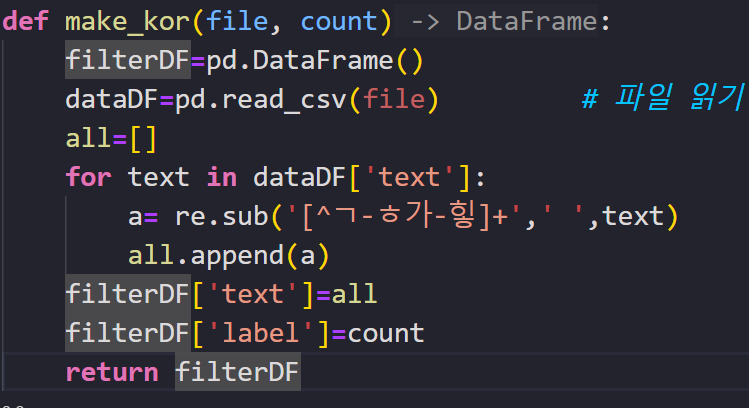 def make_kor(file, count) -> DataFrame:
    filterDF=pd.DataFrame()
    dataDF=pd.read_csv(file)         # 파일 읽기
    all=[]
    for text in dataDF['text']:
        a= re.sub('[^ㄱ-ㅎ가-힣]+',' ',text)
        all.append(a)
    filterDF['text']=all
    filterDF['label']=count
    return filterDF